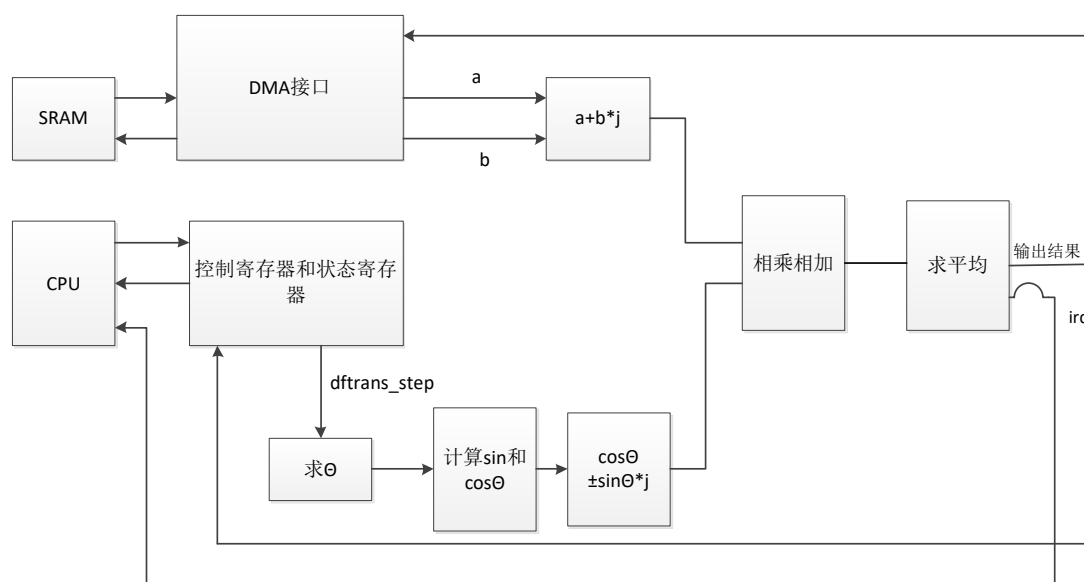 DMA接口
SRAM
a
b
a+b*j
CPU
控制寄存器和状态寄存
器
dftrans_step
相乘相加
求平均
输出结果
irq
求Θ
计算sin和
cosΘ
cosΘ
±sinΘ*j